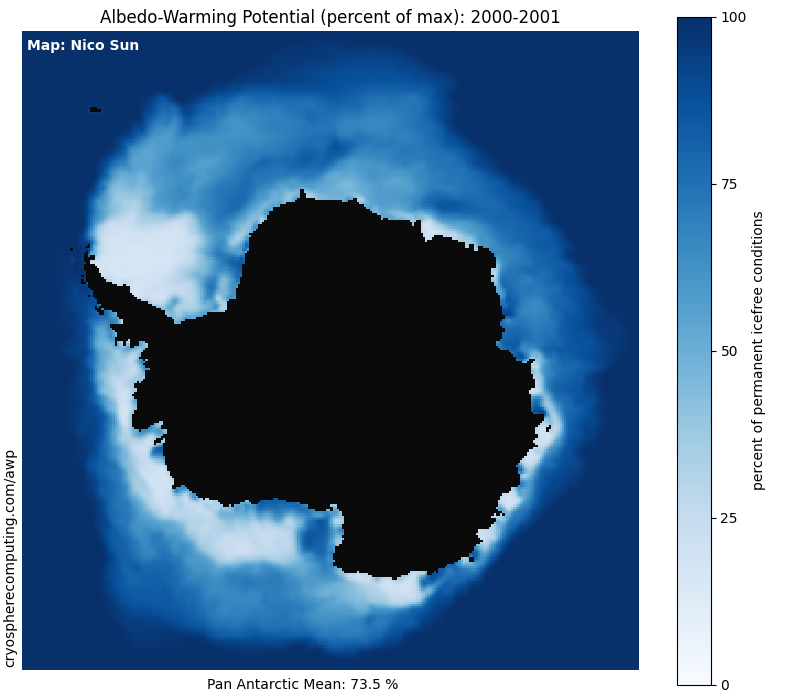 Albedo-Warming Potential (percent of max): 2000-2001
Map: Nico Sun
100
75
50
25
0
percent of permanent icefree conditions
cryospherecomputing.com/awp
Pan Antarctic Mean: 73.5 %